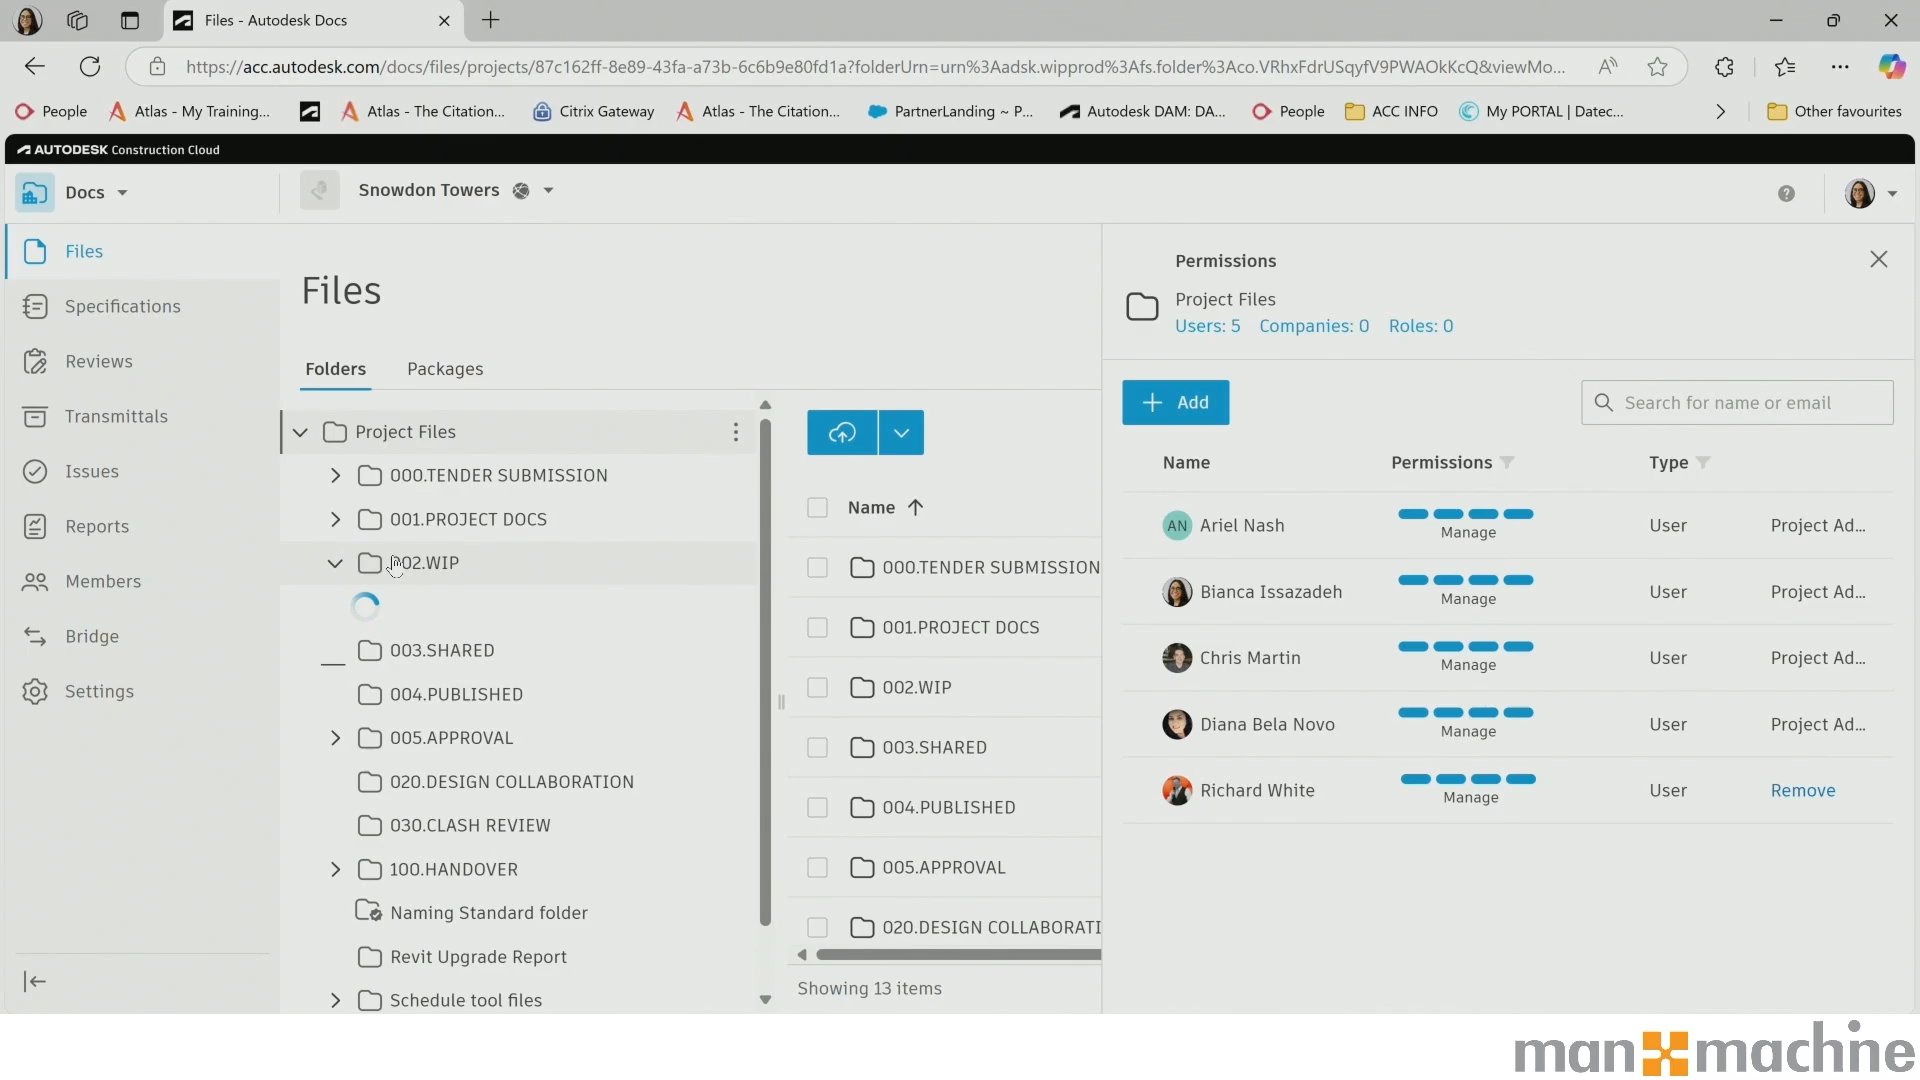 Files - Autodesk Docs
https://acc.autodesk.com/docs/files/projects/87c162ff-8e89-43fa-a73b-6c6b9e80fd1a?folderUrn=urn%3Aadsk.wipprod%3Afs.folder%3Aco.VRhxFdrUSqyfV9PWAOkKcQ&viewMo...
People Atlas - My Training... Atlas - The Citation... Citrix Gateway Atlas - The Citation... PartnerLanding ~ P... Autodesk DAM: DA... People ACC INFO My PORTAL | Datec... Other favourites
AUTODESK Construction Cloud
Docs
Snowdon Towers
Files
Specifications
Reviews
Transmittals
Issues
Reports
Members
Bridge
Settings
Files
Folders Packages
Project Files
000.TENDER SUBMISSION
001.PROJECT DOCS
02.WIP
003.SHARED
004.PUBLISHED
005.APPROVAL
020.DESIGN COLLABORATION
030.CLASH REVIEW
100.HANDOVER
Naming Standard folder
Revit Upgrade Report
Schedule tool files
Name
000.TENDER SUBMISSION
001.PROJECT DOCS
002.WIP
003.SHARED
004.PUBLISHED
005.APPROVAL
020.DESIGN COLLABORATI
Showing 13 items
Permissions
Project Files
Users: 5 Companies: 0 Roles: 0
Add
Search for name or email
Name Permissions Type
AN Ariel Nash Manage User Project Ad...
Bianca Issazadeh Manage User Project Ad...
Chris Martin Manage User Project Ad...
Diana Bela Novo Manage User Project Ad...
Richard White Manage User Remove
man machine